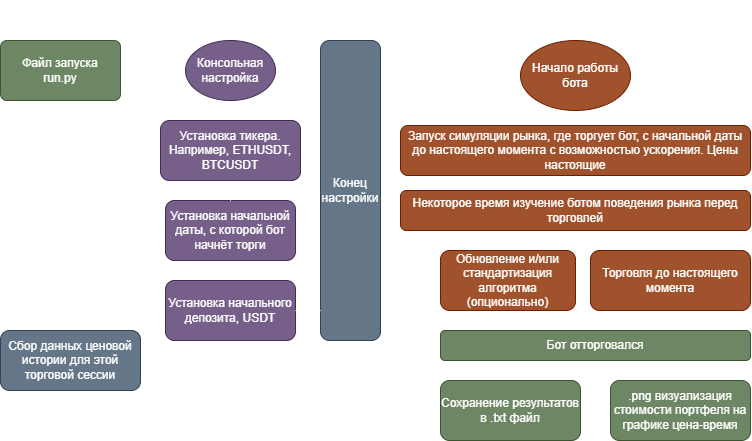 Файл запуска
run.py
Консольная
настройка
Установка тикера.
Например, ETHUSDT,
BTCUSDT
Установка начальной
даты, с которой бот
начнёт торги
Установка начального
депозита, USDT
Сбор данных ценовой
истории для этой
торговой сессии
Конец
настройки
Начало работы
бота
Запуск симуляции рынка, где торгует бот, с начальной даты
до настоящего момента с возможностью ускорения. Цены
настоящие
Некоторое время изучение ботом поведения рынка перед
торговлей
Обновление и/или
стандартизация
алгоритма
(опционально)
Торговля до настоящего
момента
Бот отторговался
Сохранение результатов
в .txt файл
.png визуализация
стоимости портфеля на
графике цена-время